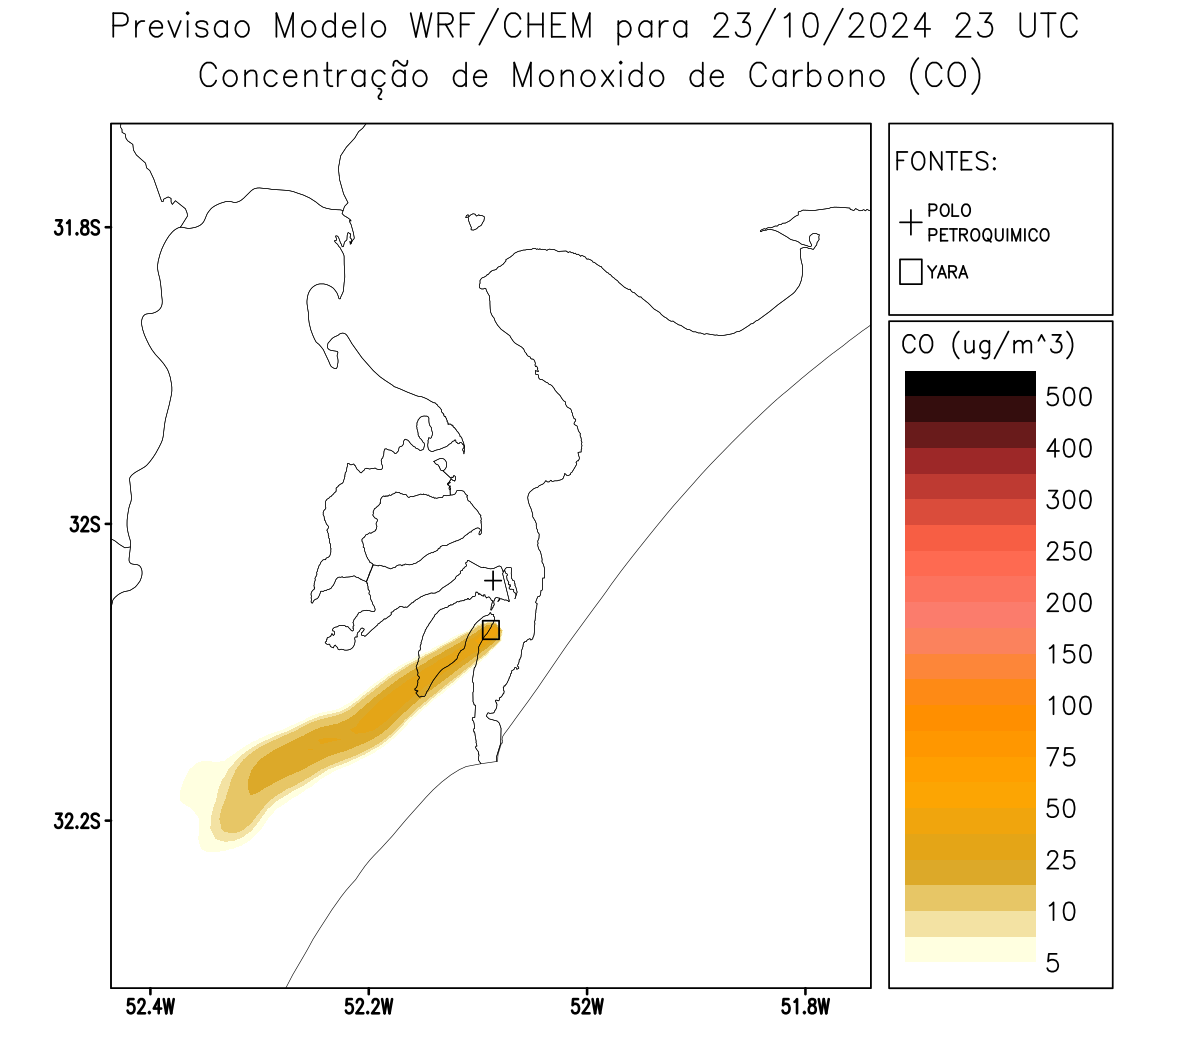 Previsao Modelo WRF/CHEM para 23/10/2024 23 UTC
Concentração de Monoxido de Carbono (CO)
FONTES:
POLO
PETROQUIMICO
YARA
CO (ug/m^3)
500
400
300
250
200
150
100
75
50
25
10
5
31.8S
32S
32.2S
52.4W
52.2W
52W
51.8W